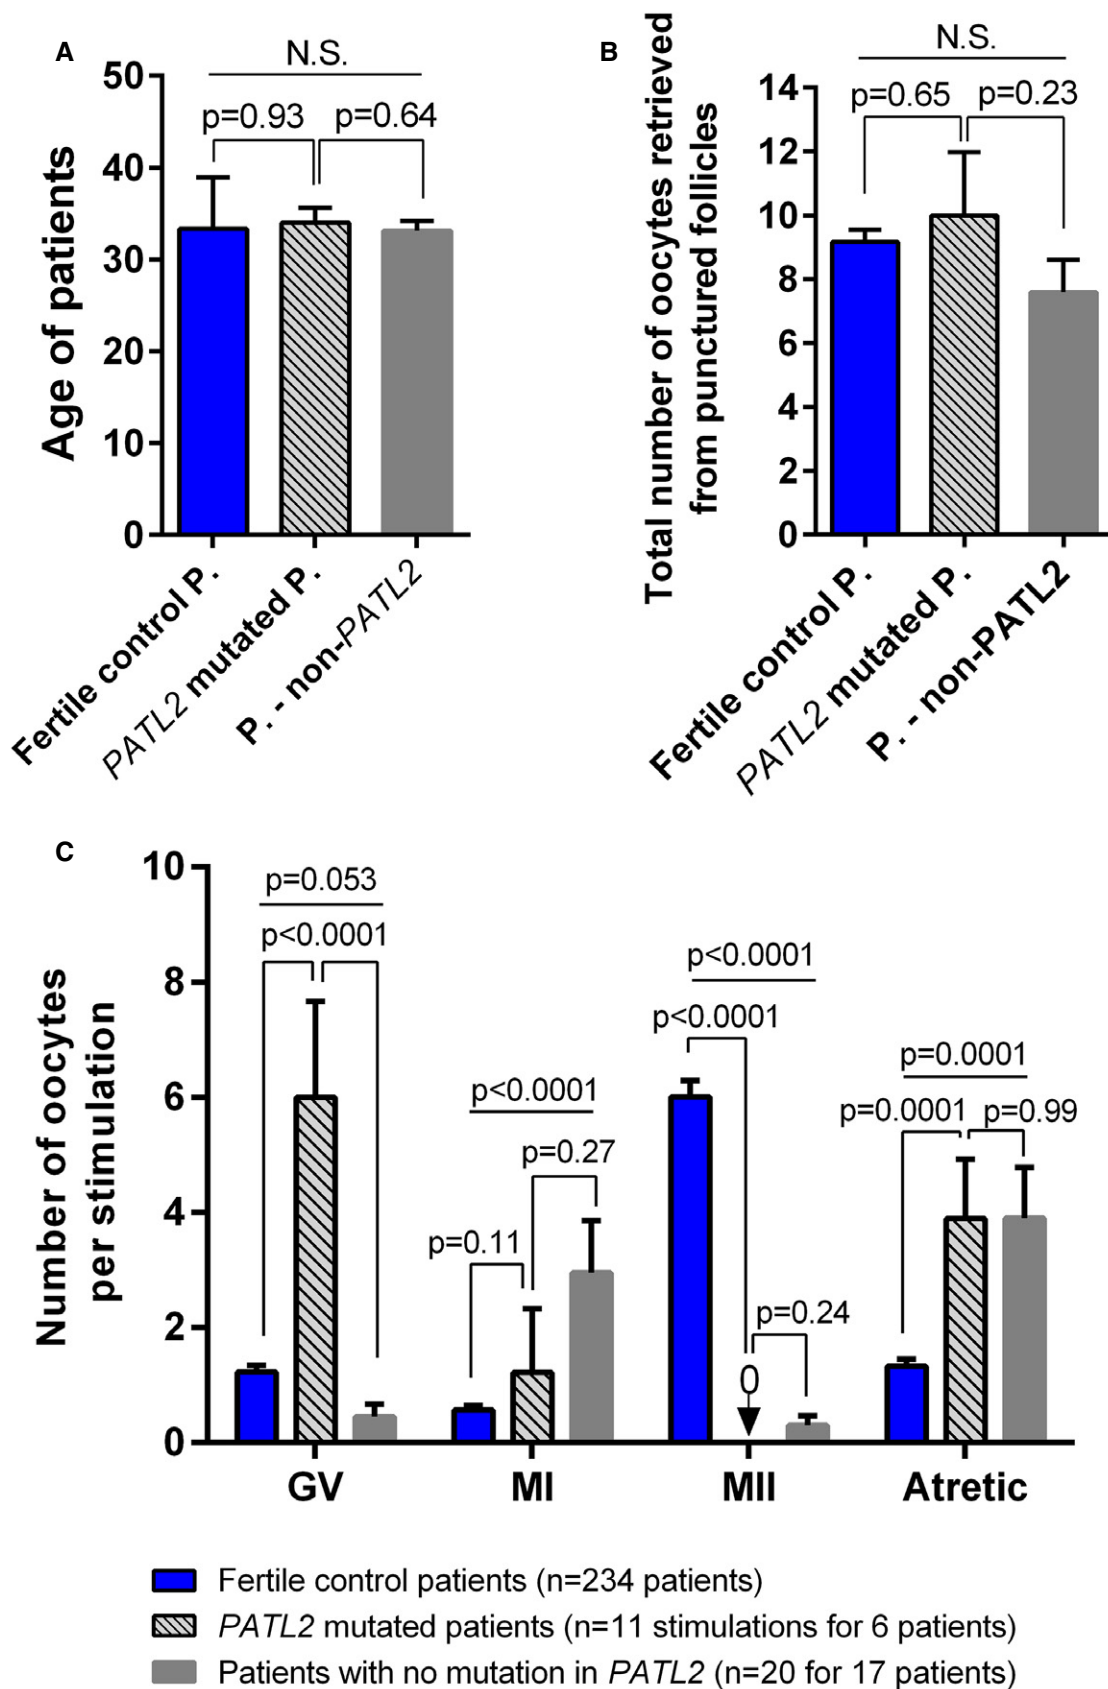 A
N.S.
p=0.93
p=0.64
Age of patients
50
40
30
20
10
0
Fertile control P.
PATL2 mutated P.
P. - non-PATL2
B
N.S.
p=0.65
p=0.23
Total number of oocytes retrieved
from punctured follicles
14
12
10
8
6
4
2
0
Fertile control P.
PATL2 mutated P.
P. - non-PATL2
C
Number of oocytes
per stimulation
10
8
6
4
2
0
p=0.053
p<0.0001
p<0.0001
p=0.27
p=0.11
p<0.0001
p<0.0001
p=0.24
0
p=0.0001
p=0.0001
p=0.99
GV
MI
MII
Atretic
Fertile control patients (n=234 patients)
PATL2 mutated patients (n=11 stimulations for 6 patients)
Patients with no mutation in PATL2 (n=20 for 17 patients)